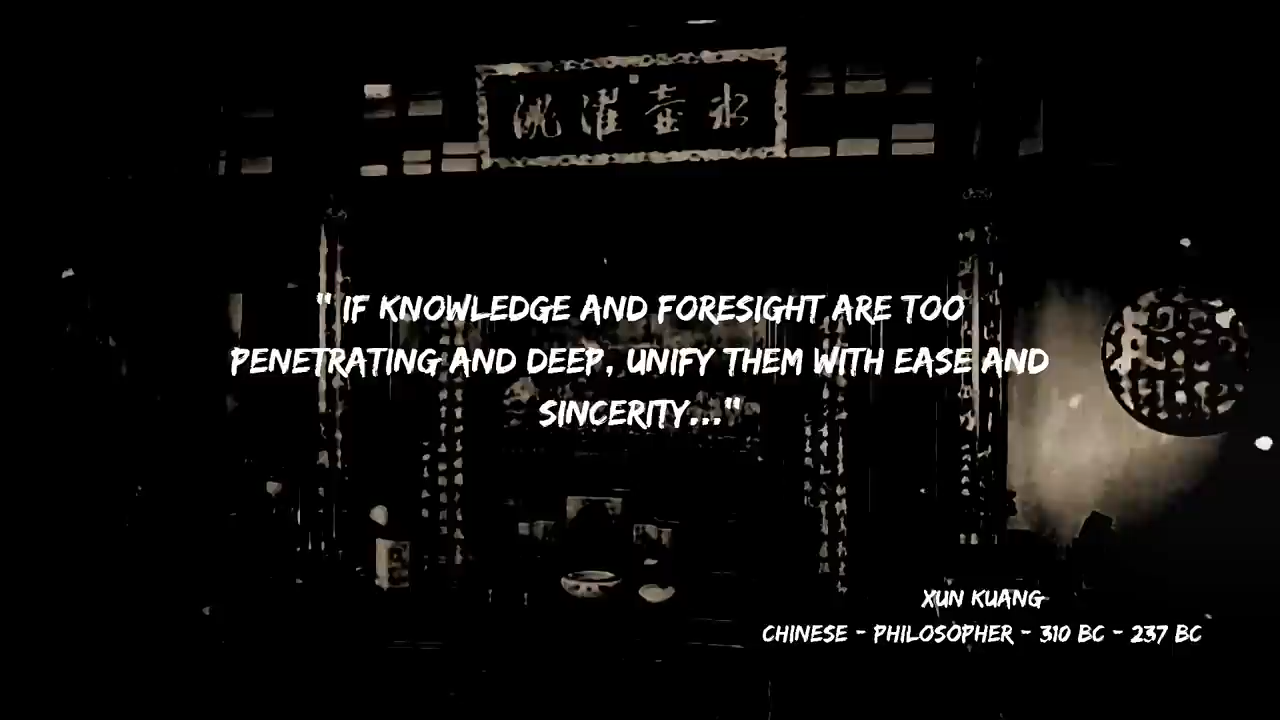 " IF KNOWLEDGE AND FORESIGHT ARE TOO
PENETRATING AND DEEP, UNIFY THEM WITH EASE AND
SINCERITY..."
XUN KUANG
CHINESE - PHILOSOPHER - 310 BC - 237 BC